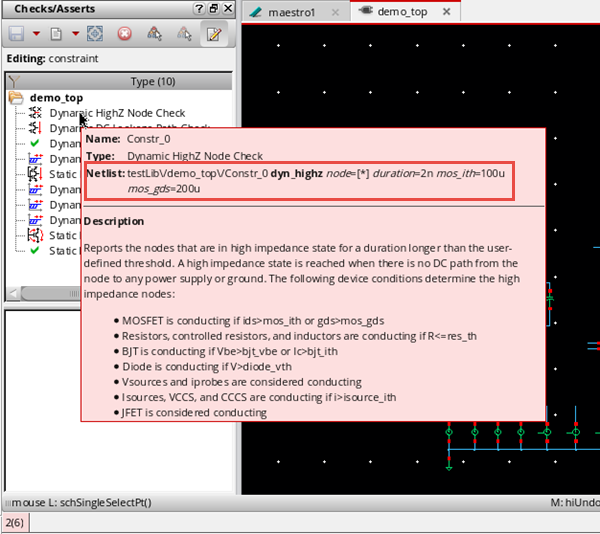 Checks/Asserts
maestro1
demo_top
Editing: constraint
Type (10)
demo_top
Dynamic HighZ Node Check
Dynamic DC Leakage Path Check
Dynam
Dynam
Static
Dynam
Dynam
Dynam
Static
Static
Name: Constr_0
Type: Dynamic HighZ Node Check
Netlist: testLib\/demo_top\/Constr_0 dyn_highz node=[*] duration=2n mos_ith=100u
mos_gds=200u
Description
Reports the nodes that are in high impedance state for a duration longer than the user-
defined threshold. A high impedance state is reached when there is no DC path from the
node to any power supply or ground. The following device conditions determine the high
impedance nodes:
• MOSFET is conducting if ids>mos_ith or gds>mos_gds
• Resistors, controlled resistors, and inductors are conducting if R<=res_th
• BJT is conducting if Vbe>bjt_vbe or Ic>bjt_ith
• Diode is conducting if V>diode_vth
• Vsources and iprobes are considered conducting
• Isources, VCCS, and CCCS are conducting if i>isource_ith
• JFET is considered conducting
mouse L: schSingleSelectPt()
M: hiUndo
2(6)